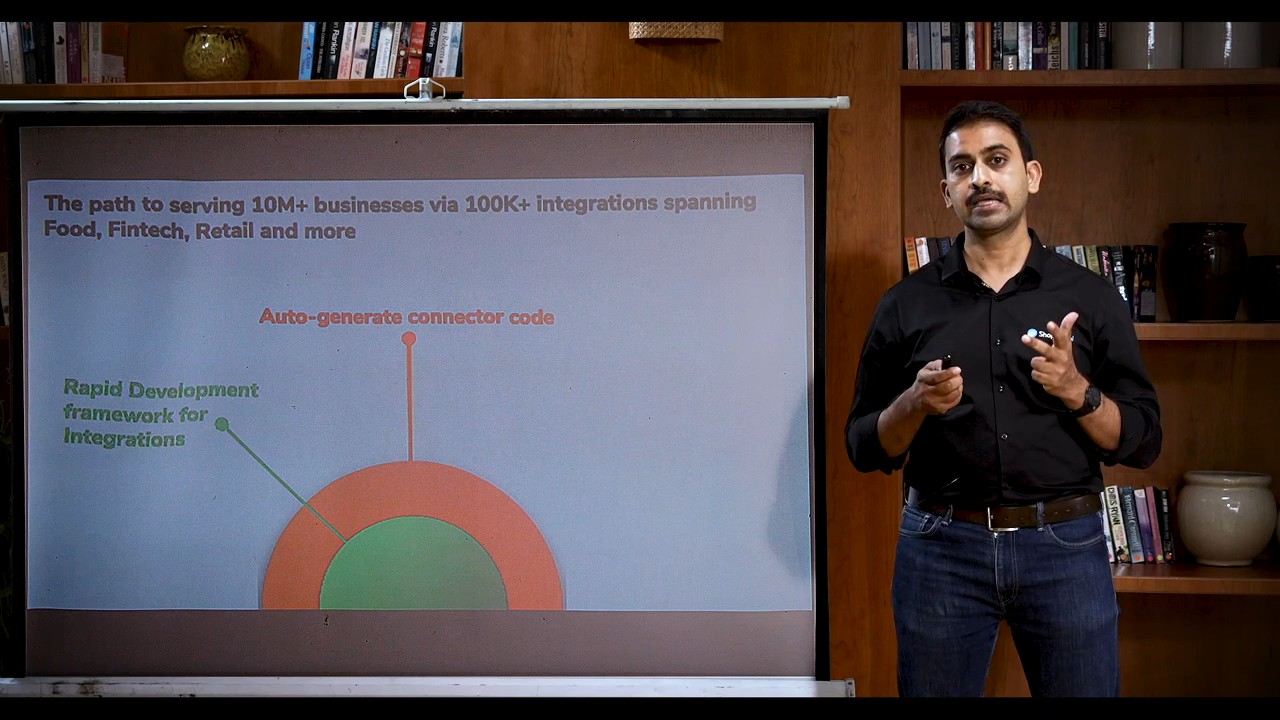 The path to serving 10M+ businesses via 100K+ integrations spanning
Food, Fintech, Retail and more
Auto-generate connector code
Rapid Development
framework for
Integrations